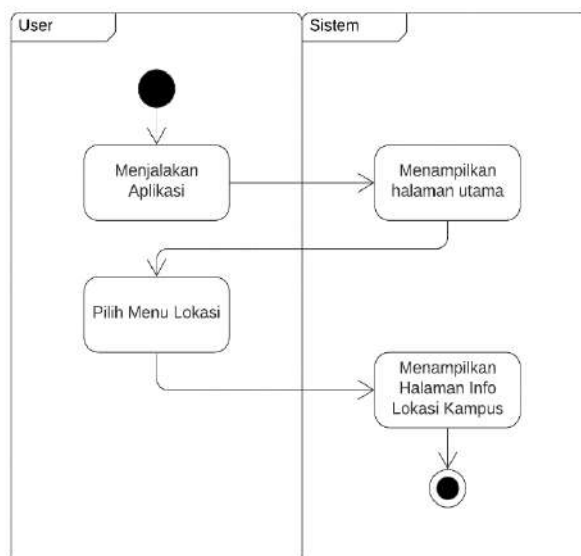 User
Sistem
Menjalakan
Aplikasi
Menampilkan
halaman utama
Pilih Menu Lokasi
Menampilkan
Halaman Info
Lokasi Kampus